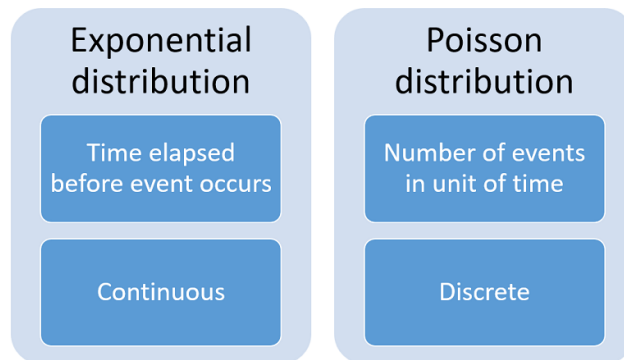 Exponential
distribution
Time elapsed
before event occurs
Continuous
Poisson
distribution
Number of events
in unit of time
Discrete